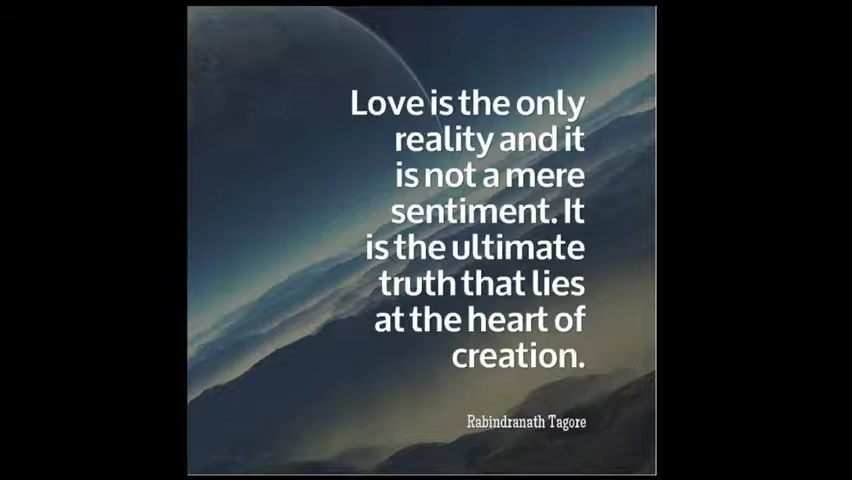 Love is the only
reality and it
is not a mere
sentiment. It
is the ultimate
truth that lies
at the heart of
creation.
Rabindranath Tagore